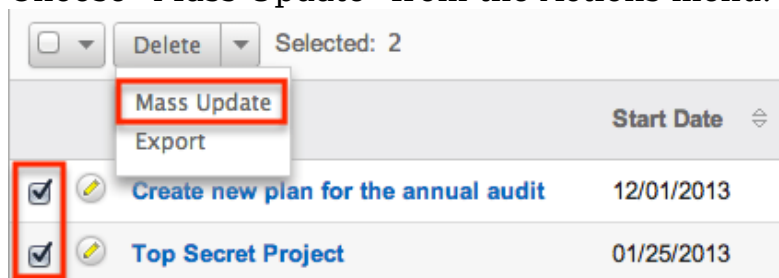 Choose "Mass Update" from the Actions menu.
Delete Selected: 2
Mass Update
Export
Start Date
Create new plan for the annual audit 12/01/2013
Top Secret Project 01/25/2013